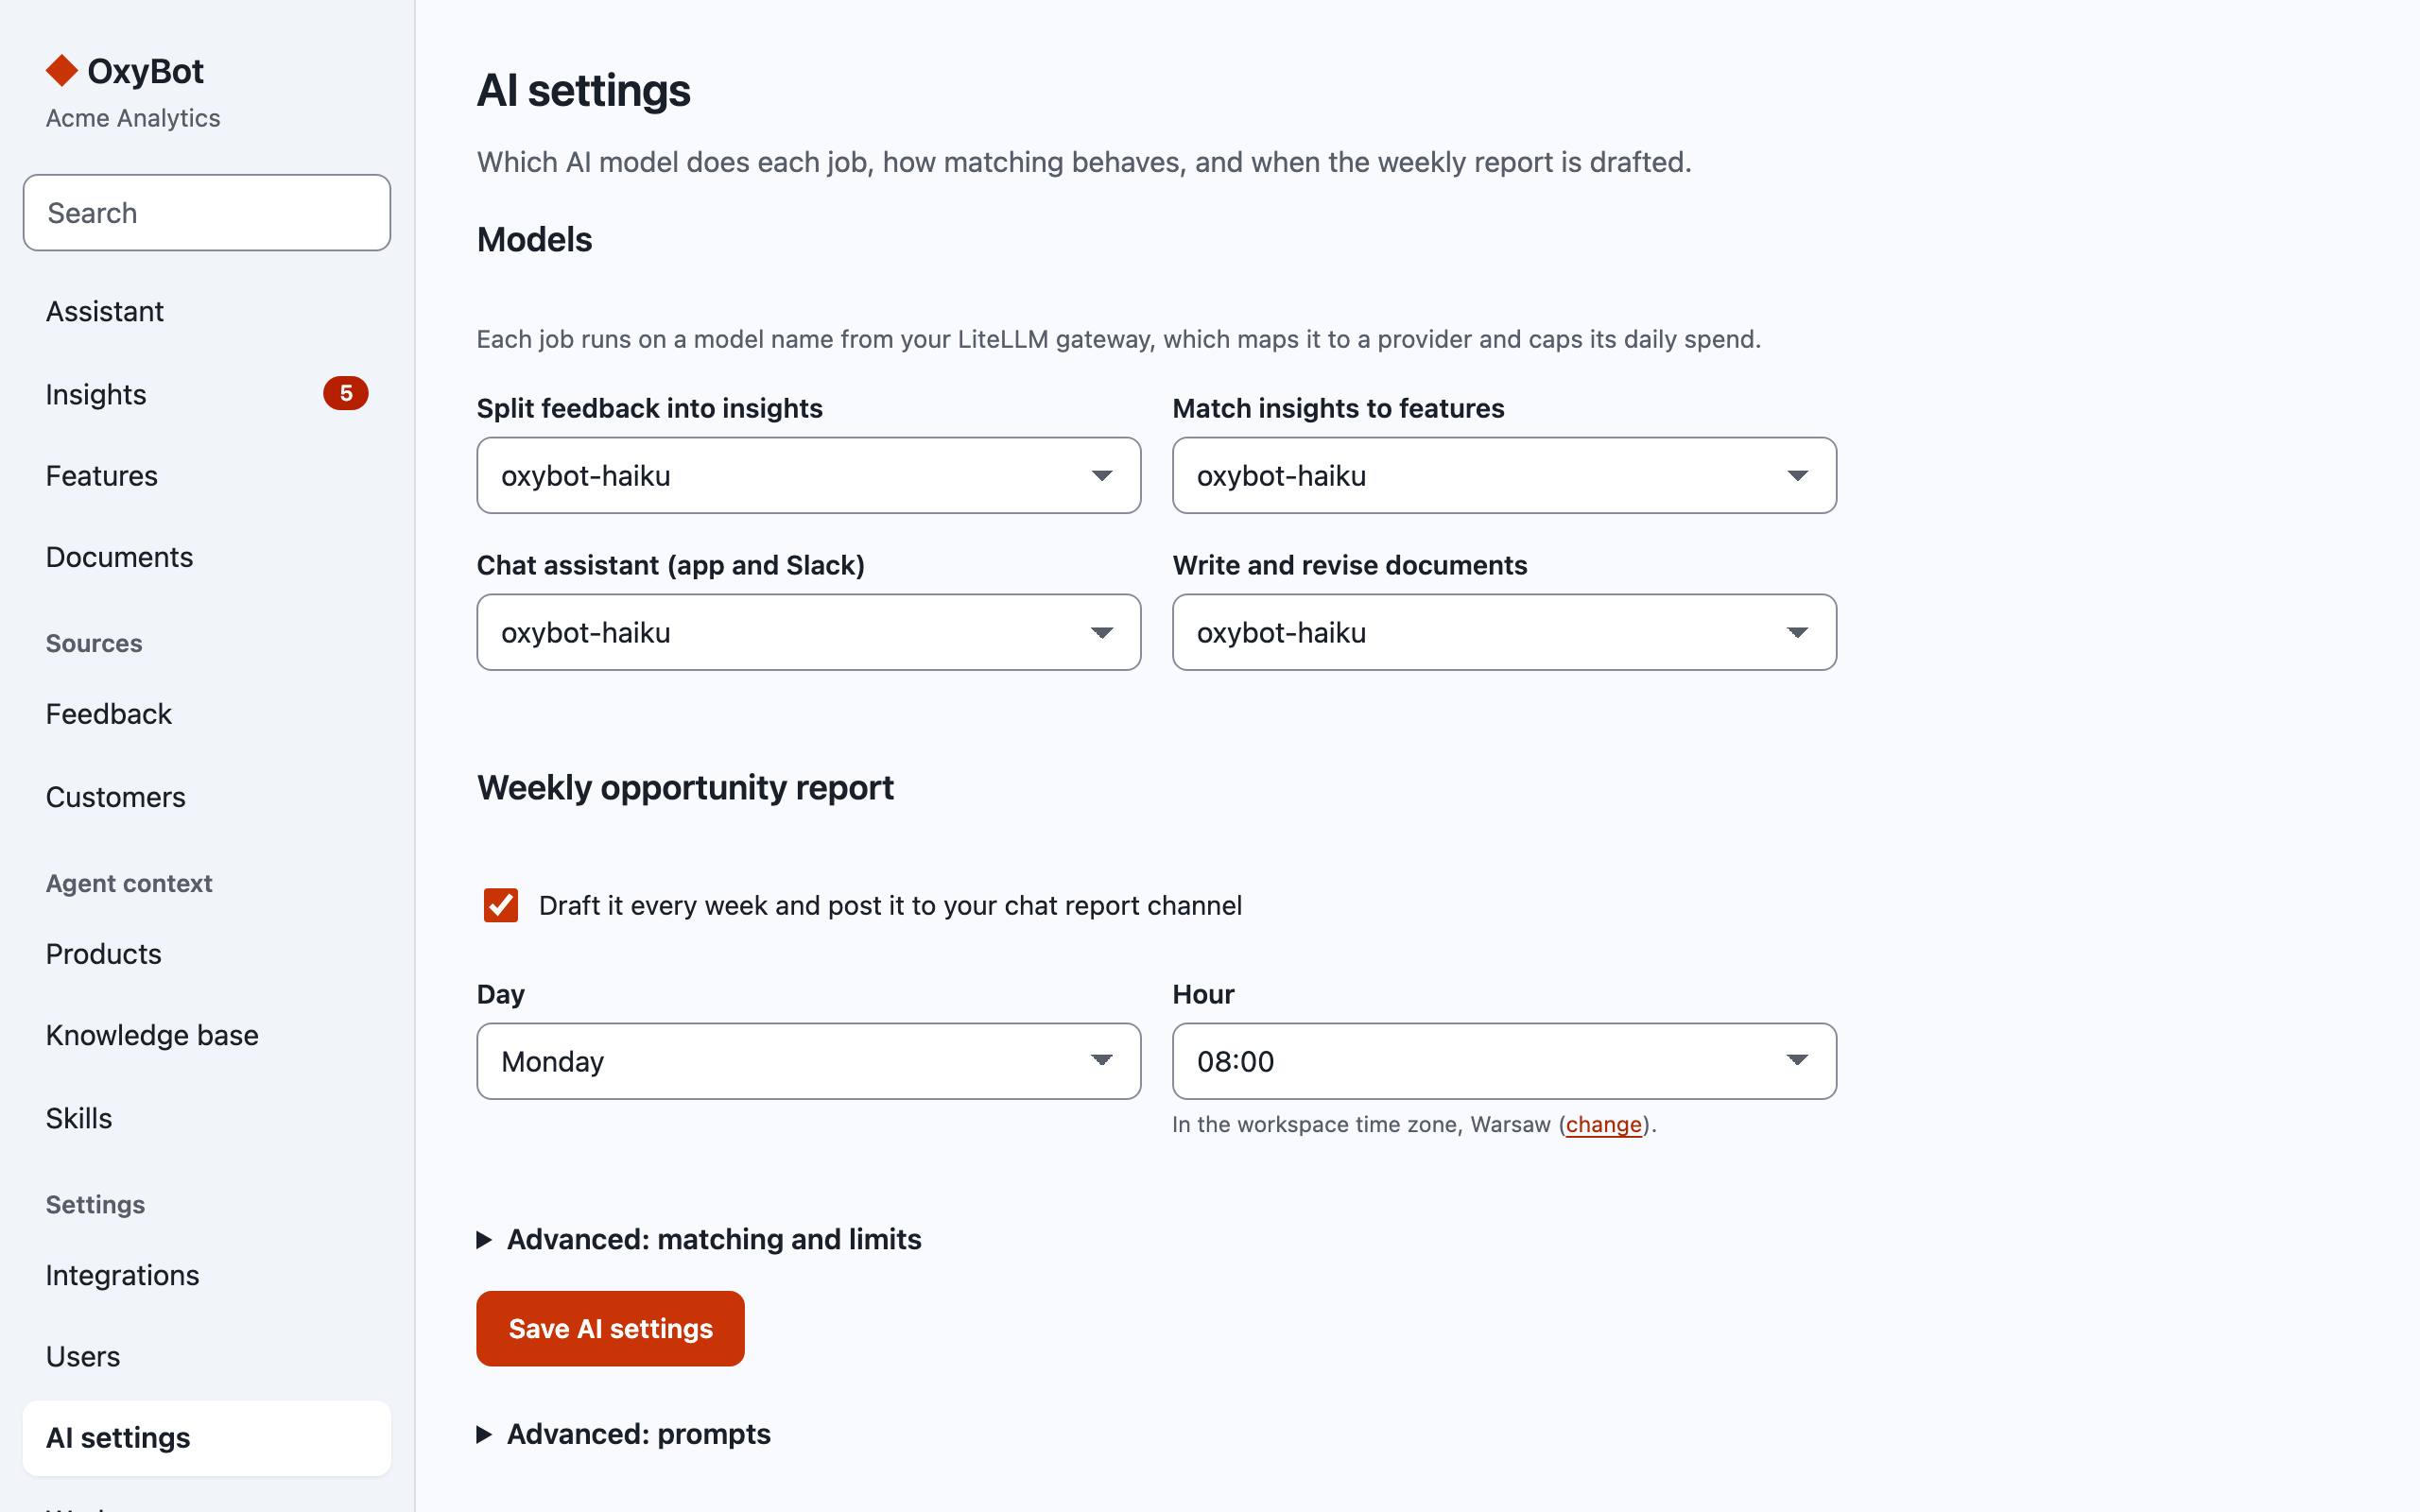 OxyBot
Acme Analytics
Search
Assistant
Insights 5
Features
Documents
Sources
Feedback
Customers
Agent context
Products
Knowledge base
Skills
Settings
Integrations
Users
AI settings
AI settings
Which AI model does each job, how matching behaves, and when the weekly report is drafted.
Models
Each job runs on a model name from your LiteLLM gateway, which maps it to a provider and caps its daily spend.
Split feedback into insights
oxybot-haiku
Match insights to features
oxybot-haiku
Chat assistant (app and Slack)
oxybot-haiku
Write and revise documents
oxybot-haiku
Weekly opportunity report
Draft it every week and post it to your chat report channel
Day
Monday
Hour
08:00
In the workspace time zone, Warsaw (change).
Advanced: matching and limits
Save AI settings
Advanced: prompts